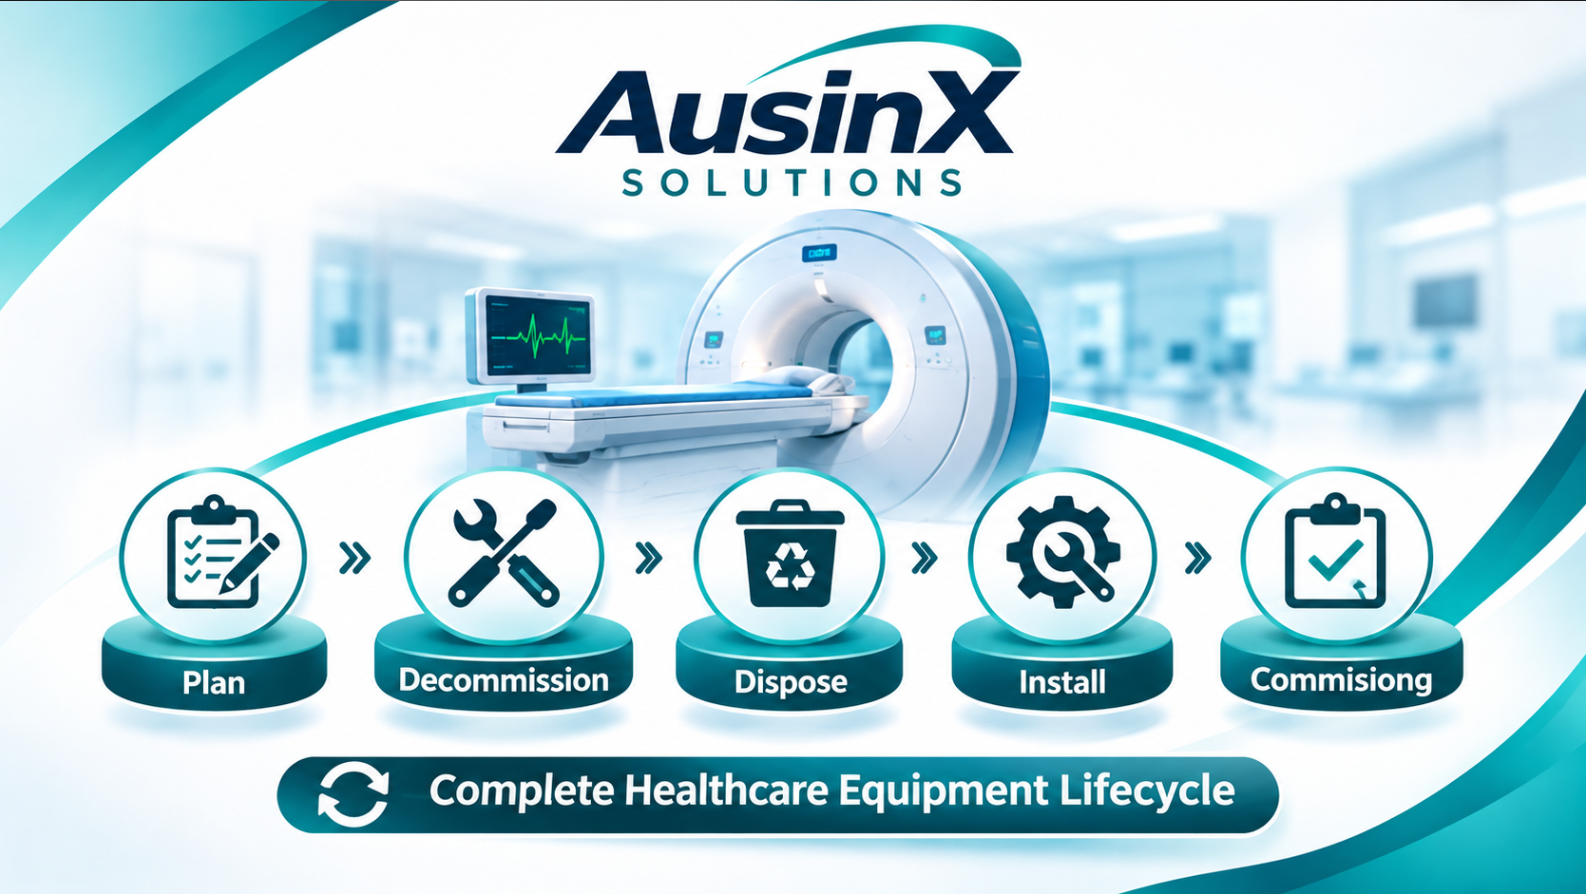 AusinX
SOLUTIONS
Plan
Decommission
Dispose
Install
Commisiong
Complete Healthcare Equipment Lifecycle